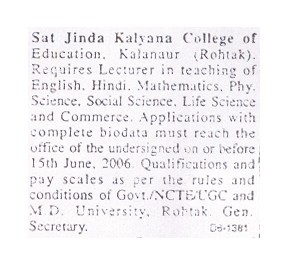 Sat Jinda Kalyana College of
Education, Kalanaur (Rohtak).
Requires Lecturer in teaching of
English, Hindi, Mathematics, Phy.
Science, Social Science, Life Science
and Commerce. Applications with
complete biodata must reach the
office of the undersigned on or before
15th June, 2006. Qualifications and
pay scales as per the rules and
conditions of Govt./NCTE/UGC and
M.D. University, Rohtak. Gen.
Secretary. D6-1381